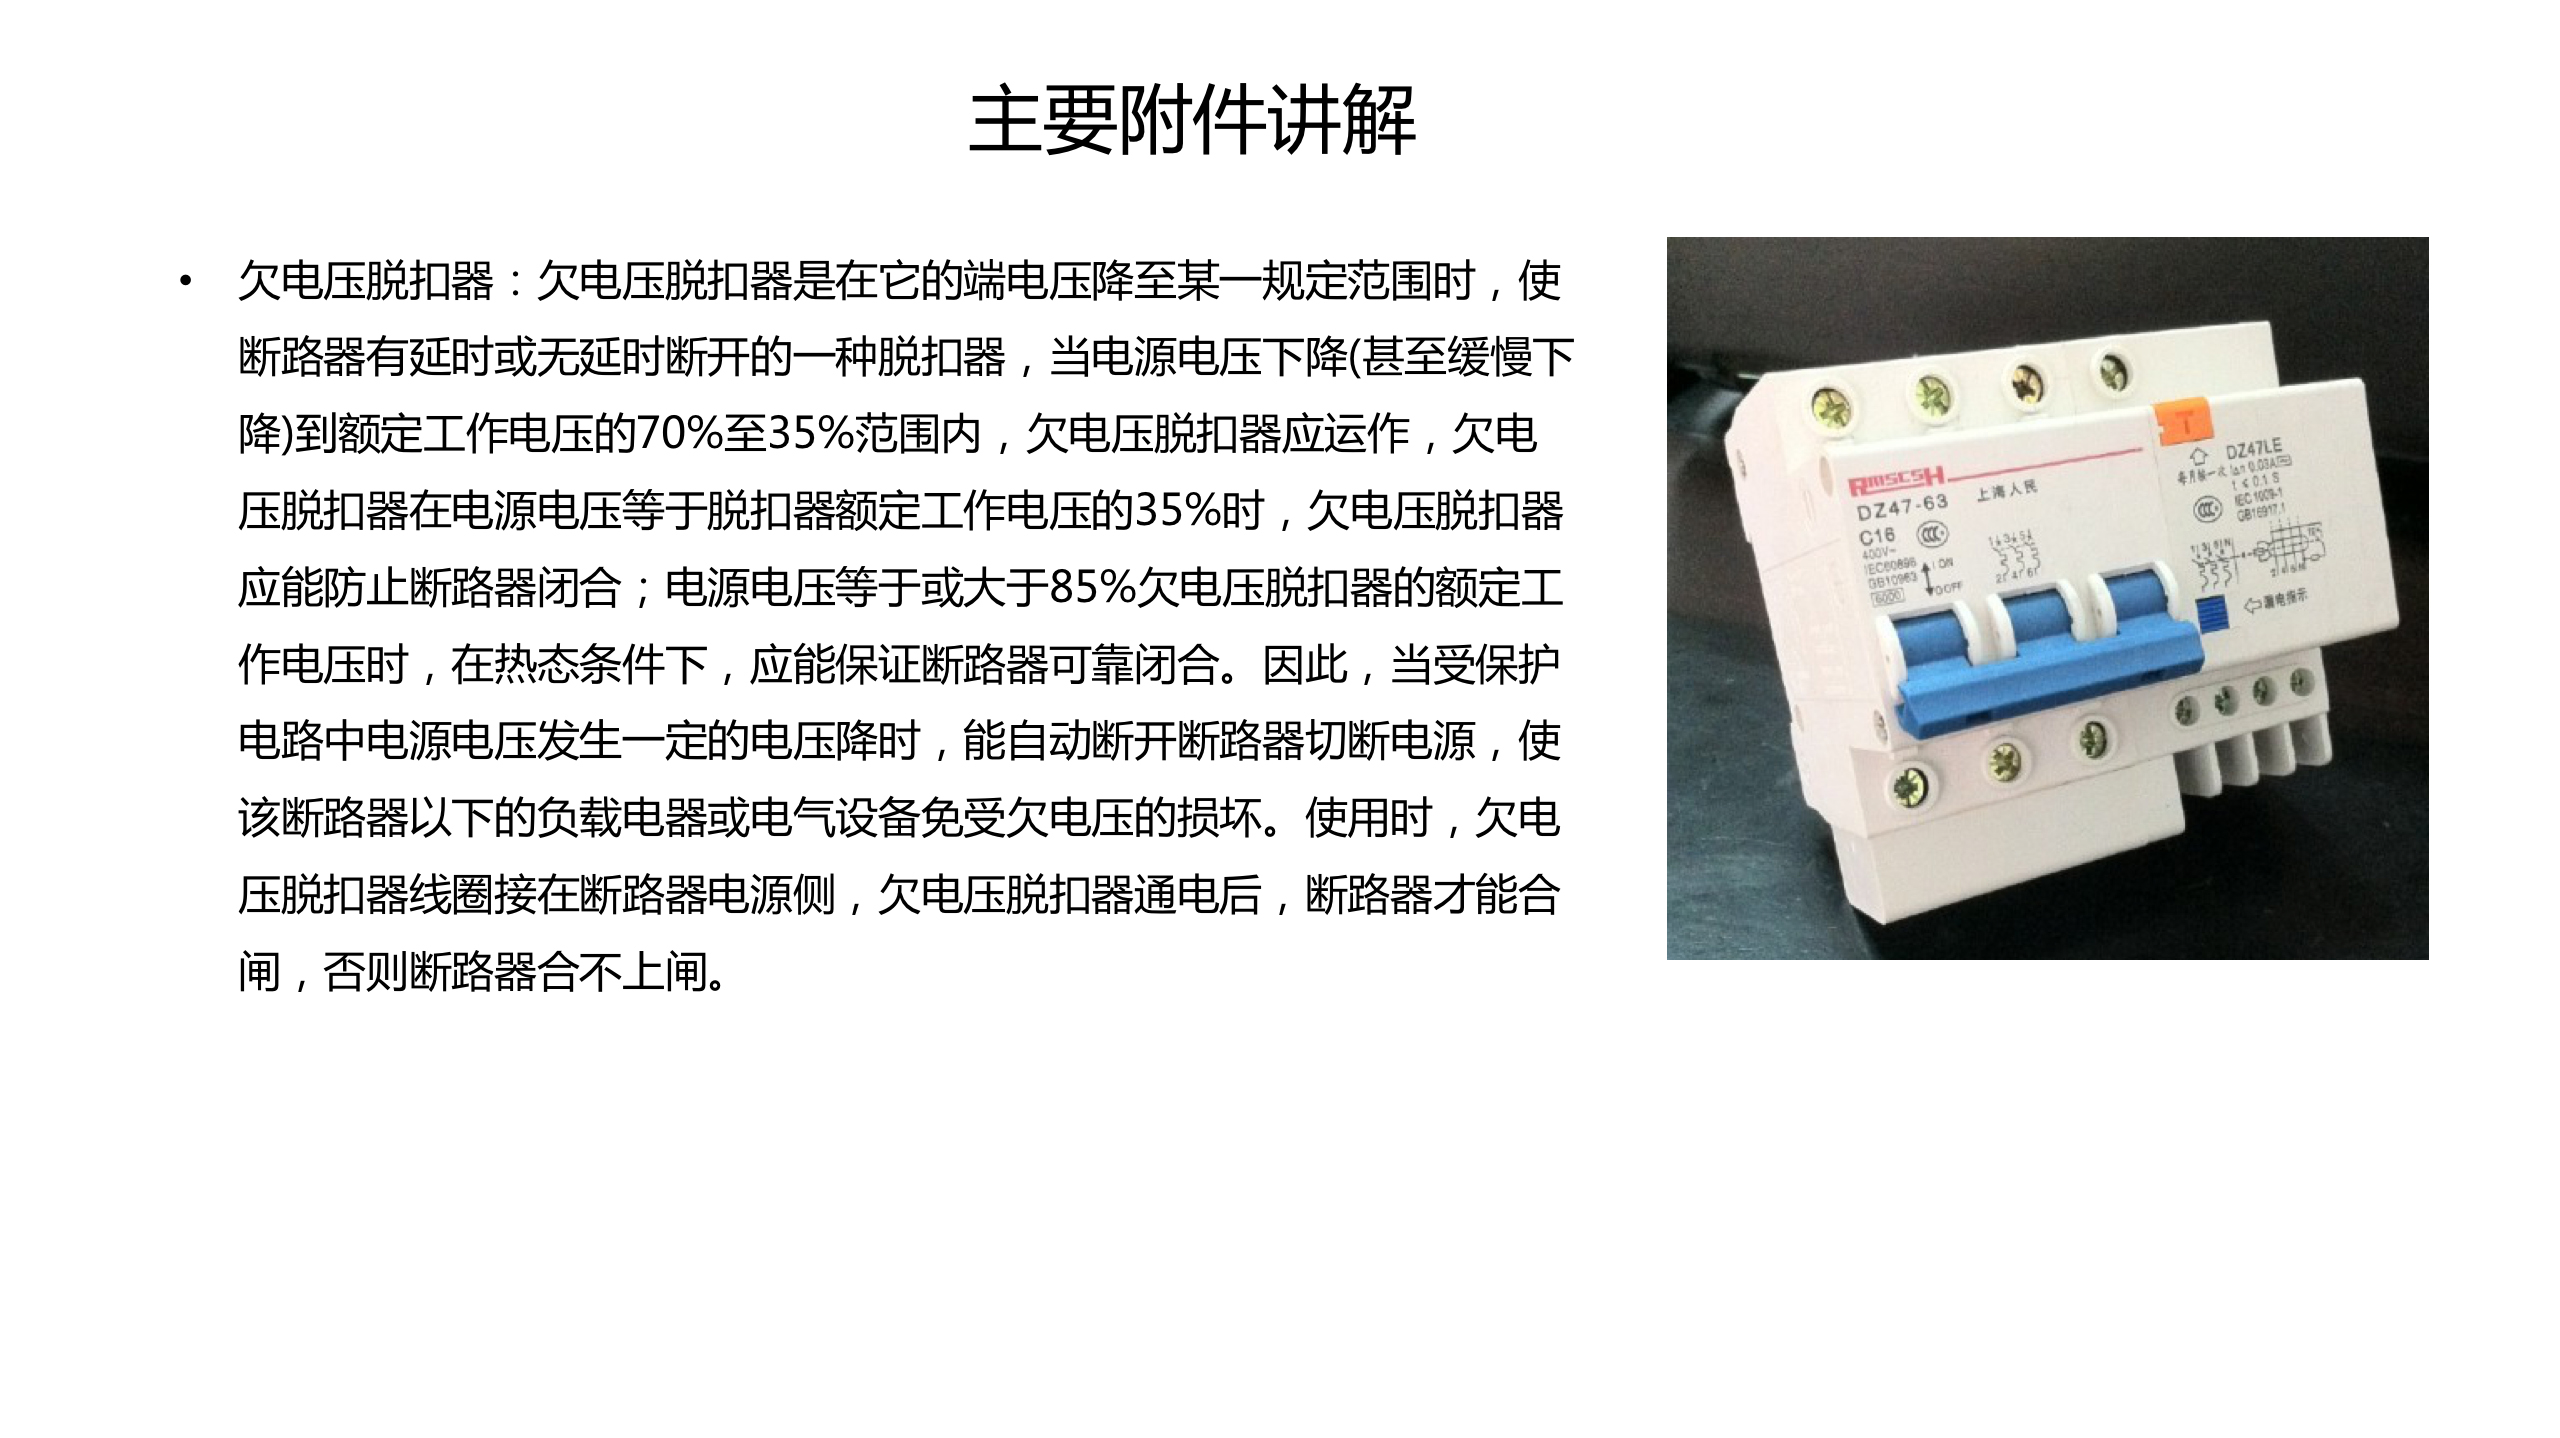 主要附件讲解
• 欠电压脱扣器：欠电压脱扣器是在它的端电压降至某一规定范围时，使
断路器有延时或无延时断开的一种脱扣器，当电源电压下降(甚至缓慢下
降)到额定工作电压的70%至35%范围内，欠电压脱扣器应运作，欠电
压脱扣器在电源电压等于脱扣器额定工作电压的35%时，欠电压脱扣器
应能防止断路器闭合；电源电压等于或大于85%欠电压脱扣器的额定工
作电压时，在热态条件下，应能保证断路器可靠闭合。因此，当受保护
电路中电源电压发生一定的电压降时，能自动断开断路器切断电源，使
该断路器以下的负载电器或电气设备免受欠电压的损坏。使用时，欠电
压脱扣器线圈接在断路器电源侧，欠电压脱扣器通电后，断路器才能合
闸，否则断路器合不上闸。
RMSCSH 上海人民
DZ47-63
C16
400V~
IEC60898
GB10963
6000
ON
OFF
T
DZ47LE
每月按一次 I△n 0.03A
t ≤ 0.1 S
IEC 1009-1
GB16917.1
漏电指示